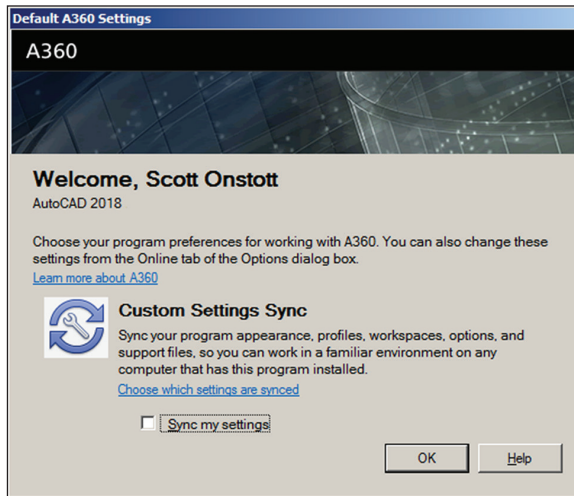 Default A360 Settings
A360
Welcome, Scott Onstott
AutoCAD 2018
Choose your program preferences for working with A360. You can also change these
settings from the Online tab of the Options dialog box.
Learn more about A360
Custom Settings Sync
Sync your program appearance, profiles, workspaces, options, and
support files, so you can work in a familiar environment on any
computer that has this program installed.
Choose which settings are synced
Sync my settings
OK
Help